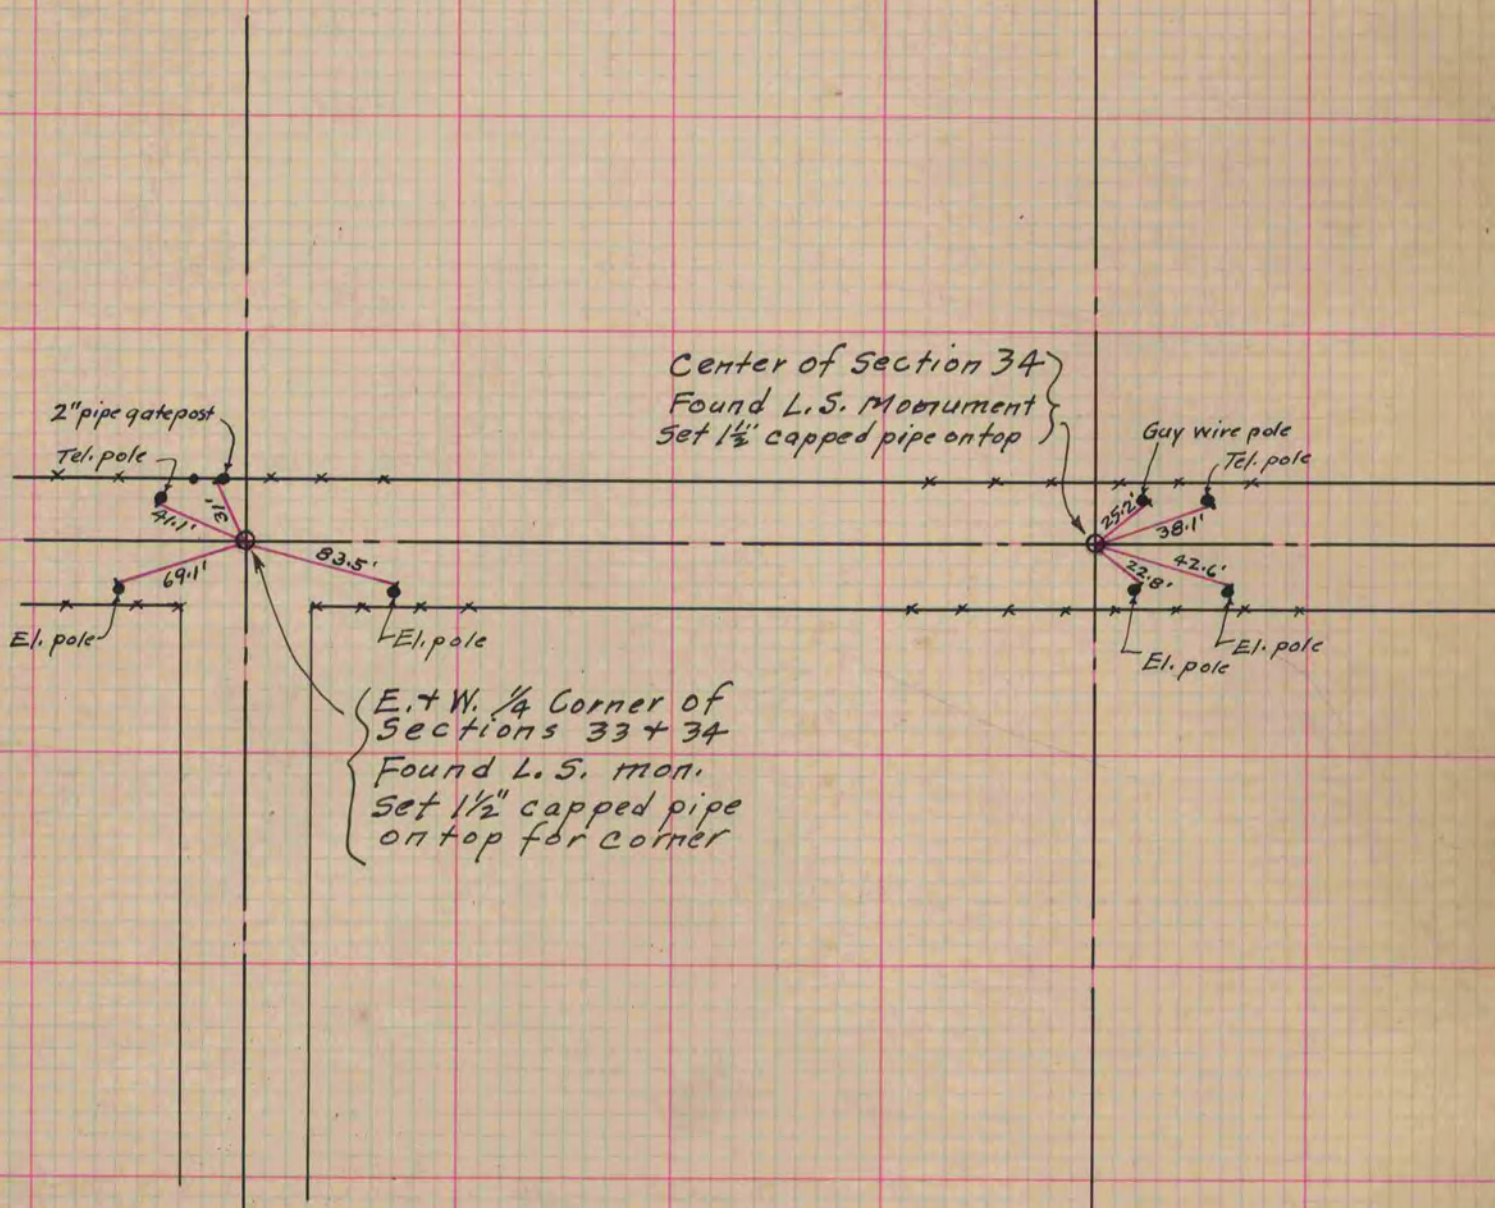 Center of Section 34
Found L.S. Monument
Set 1½" capped pipe on top
2" pipe gatepost
Tel. pole
Guy wire pole
Tel. pole
31'
41.1'
25.2'
38.1'
69.1'
83.5'
22.8'
42.6'
El. pole
El. pole
El. pole
El. pole
E. + W. ¼ Corner of
Sections 33 + 34
Found L.S. mon.
Set 1½" capped pipe
on top for corner